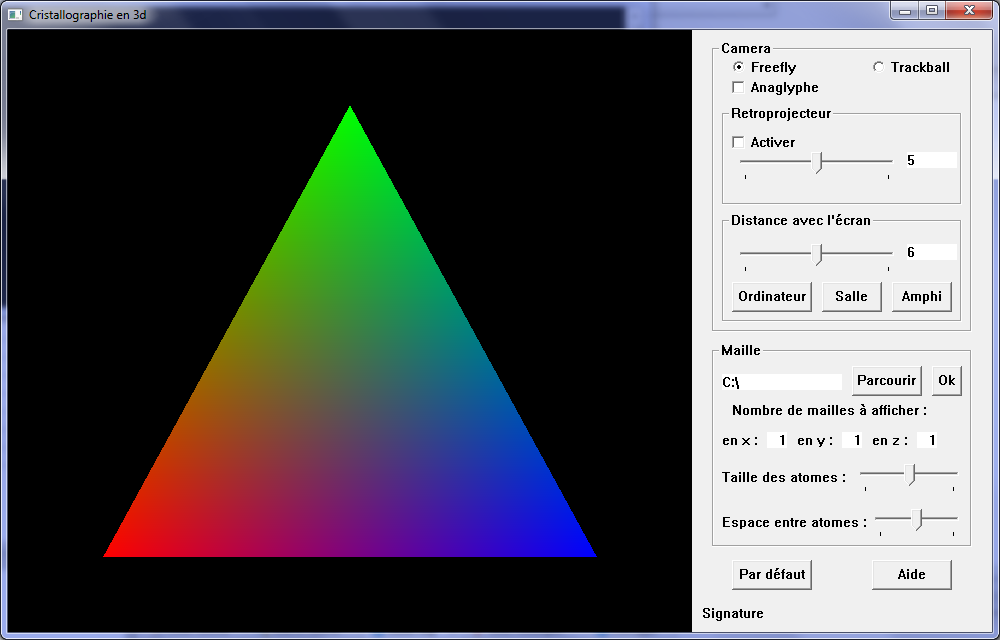 Cristallographie en 3d
Camera
Freefly Trackball
Anaglyphe
Retroprojecteur
Activer
5
Distance avec l'écran
6
Ordinateur Salle Amphi
Maille
C:\ Parcourir Ok
Nombre de mailles à afficher :
en x : 1 en y : 1 en z : 1
Taille des atomes :
Espace entre atomes :
Par défaut Aide
Signature